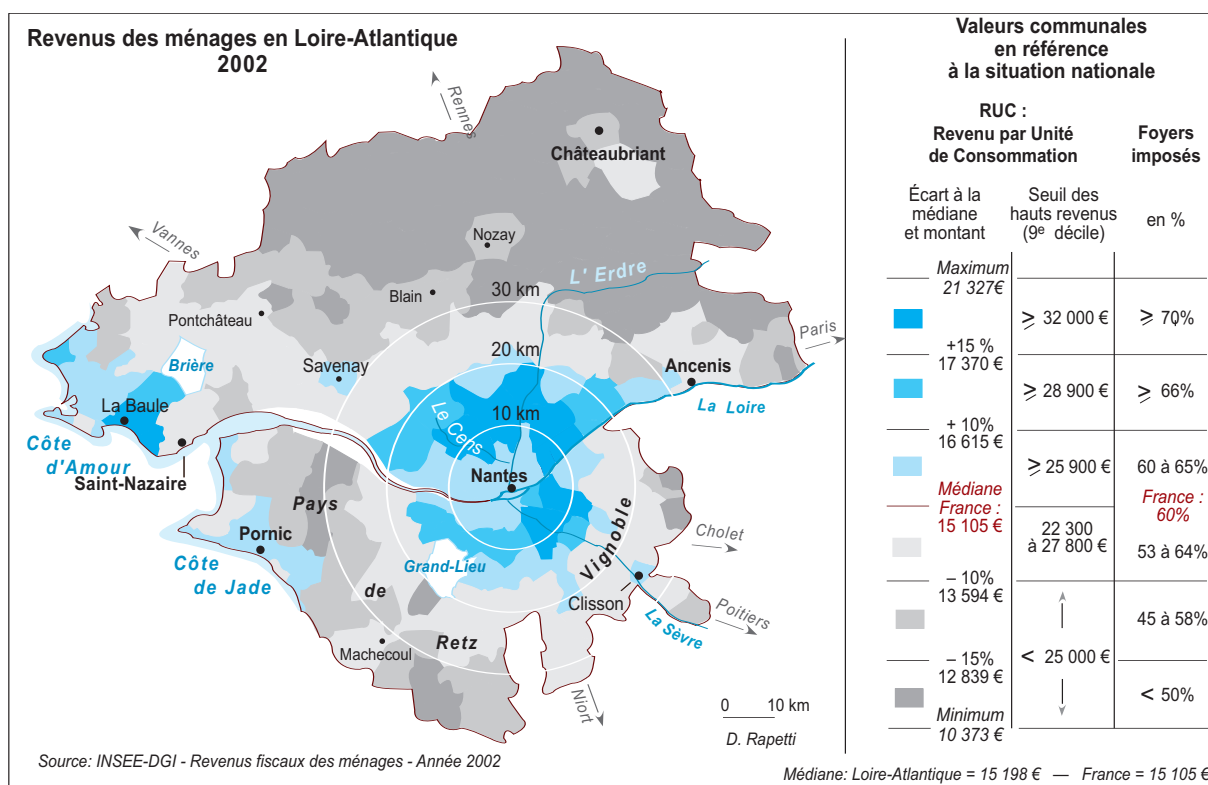 Revenus des ménages en Loire-Atlantique
2002
Rennes
Châteaubriant
Vannes
Nozay
L' Erdre
Blain
30 km
Pontchâteau
Paris
20 km
Savenay
Ancenis
Brière
La Loire
La Baule
10 km
Le Cens
Côte
d'Amour
Saint-Nazaire
Nantes
Pays
Vignoble
Cholet
Pornic
Côte
de Jade
Grand-Lieu
de
Clisson
Poitiers
La Sèvre
Retz
Machecoul
Niort
0 10 km
D. Rapetti
Source: INSEE-DGI - Revenus fiscaux des ménages - Année 2002
Valeurs communales
en référence
à la situation nationale
RUC :
Revenu par Unité
de Consommation
Foyers
imposés
Écart à la
médiane
et montant
Seuil des
hauts revenus
(9e décile)
en %
Maximum
21 327€
⩾ 32 000 €
⩾ 70%
+15 %
17 370 €
⩾ 28 900 €
⩾ 66%
+ 10%
16 615 €
⩾ 25 900 €
60 à 65%
Médiane
France :
15 105 €
France :
60%
22 300
à 27 800 €
53 à 64%
– 10%
13 594 €
45 à 58%
– 15%
12 839 €
< 25 000 €
< 50%
Minimum
10 373 €
Médiane: Loire-Atlantique = 15 198 € — France = 15 105 €